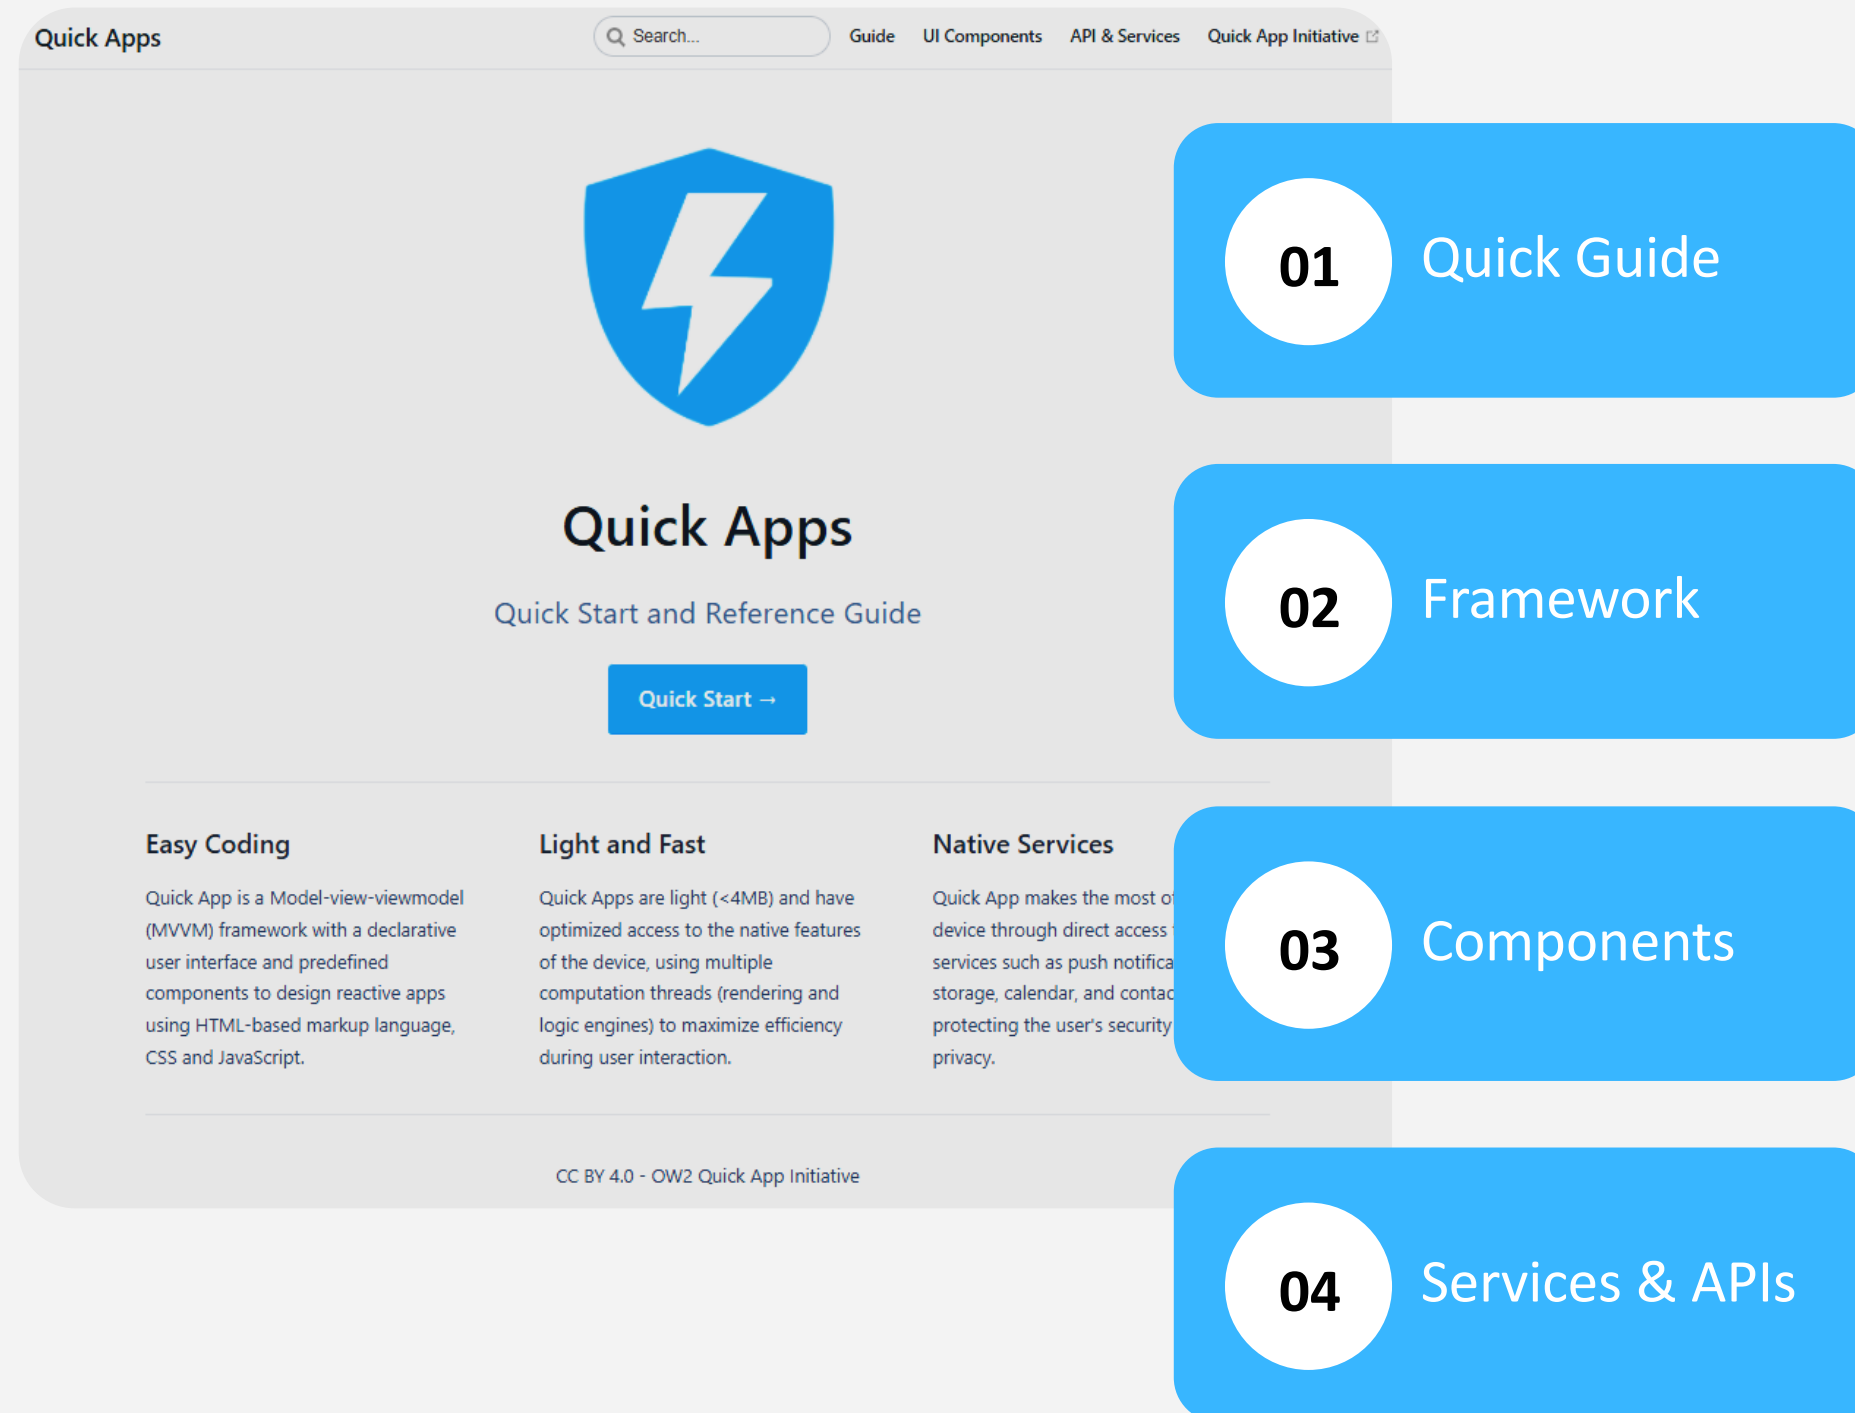 Quick Apps
Search...
Guide
UI Components
API & Services
Quick App Initiative
Quick Apps
Quick Start and Reference Guide
Quick Start →
Easy Coding
Quick App is a Model-view-viewmodel
(MVVM) framework with a declarative
user interface and predefined
components to design reactive apps
using HTML-based markup language,
CSS and JavaScript.
Light and Fast
Quick Apps are light (<4MB) and have
optimized access to the native features
of the device, using multiple
computation threads (rendering and
logic engines) to maximize efficiency
during user interaction.
Native Services
Quick App makes the most
device through direct access
services such as push
storage, calendar, and
protecting the user's security
privacy.
CC BY 4.0 - OW2 Quick App Initiative
01
Quick Guide
02
Framework
03
Components
04
Services & APIs